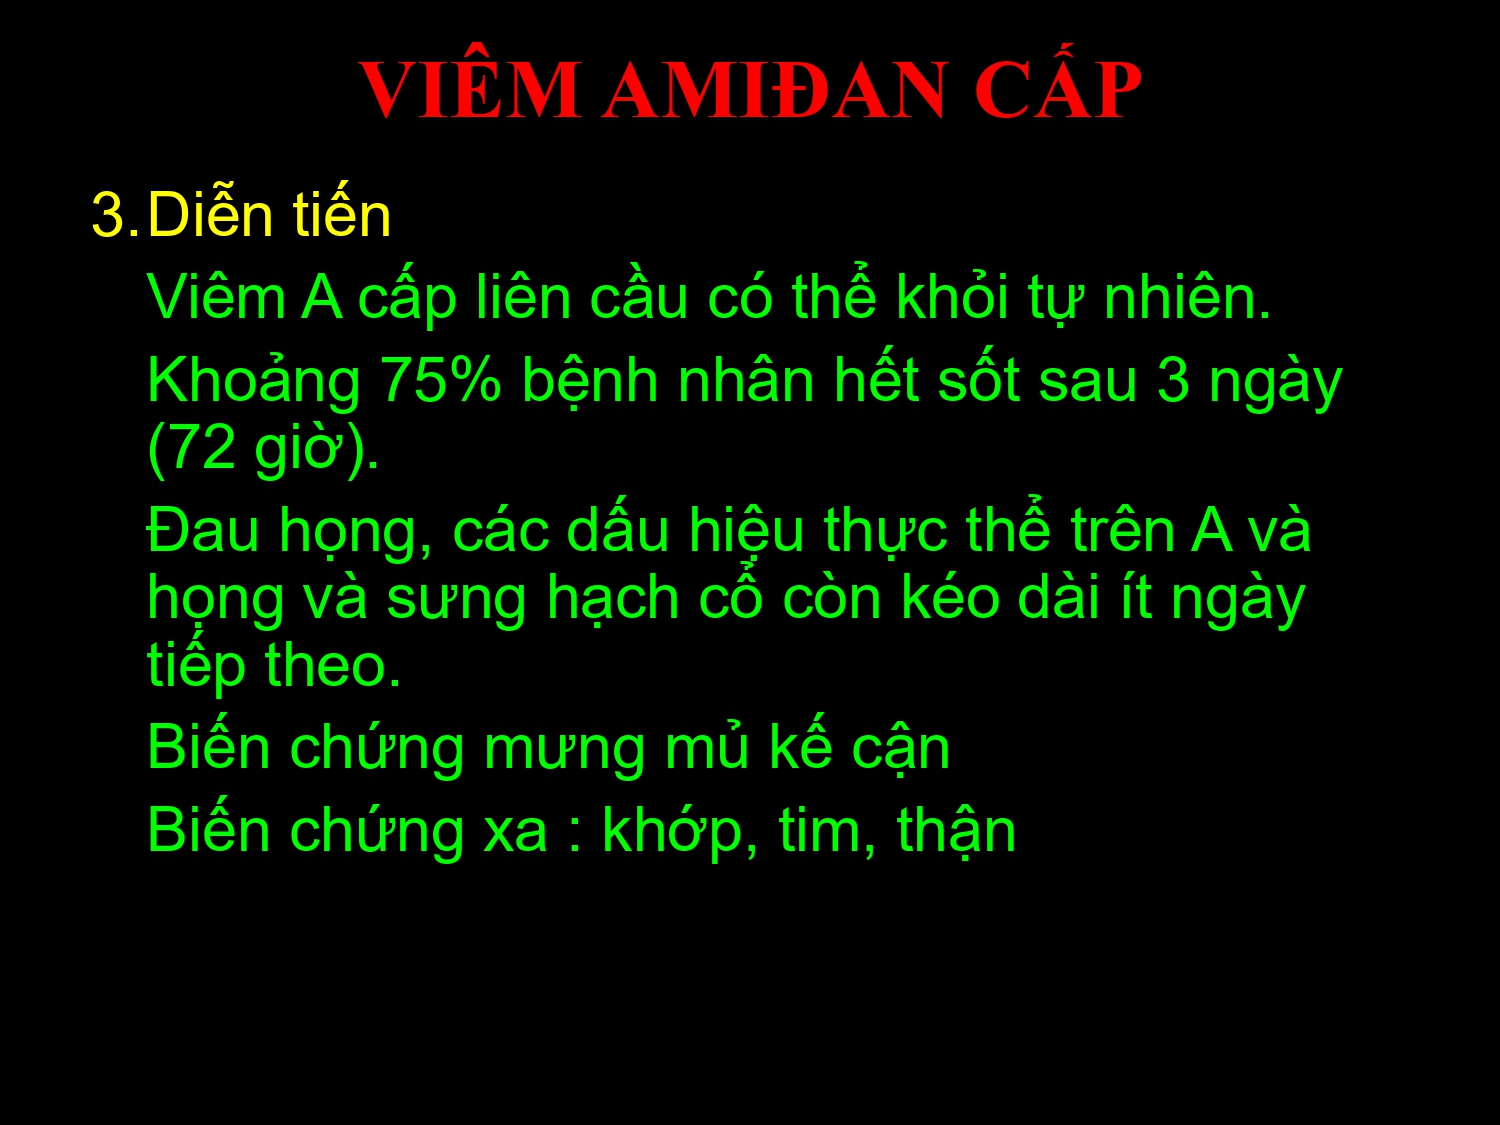 VIÊM AMIĐAN CẤP
3. Diễn tiến
Viêm A cấp liên cầu có thể khỏi tự nhiên.
Khoảng 75% bệnh nhân hết sốt sau 3 ngày
(72 giờ).
Đau họng, các dấu hiệu thực thể trên A và
họng và sưng hạch cổ còn kéo dài ít ngày
tiếp theo.
Biến chứng mưng mủ kế cận
Biến chứng xa : khớp, tim, thận